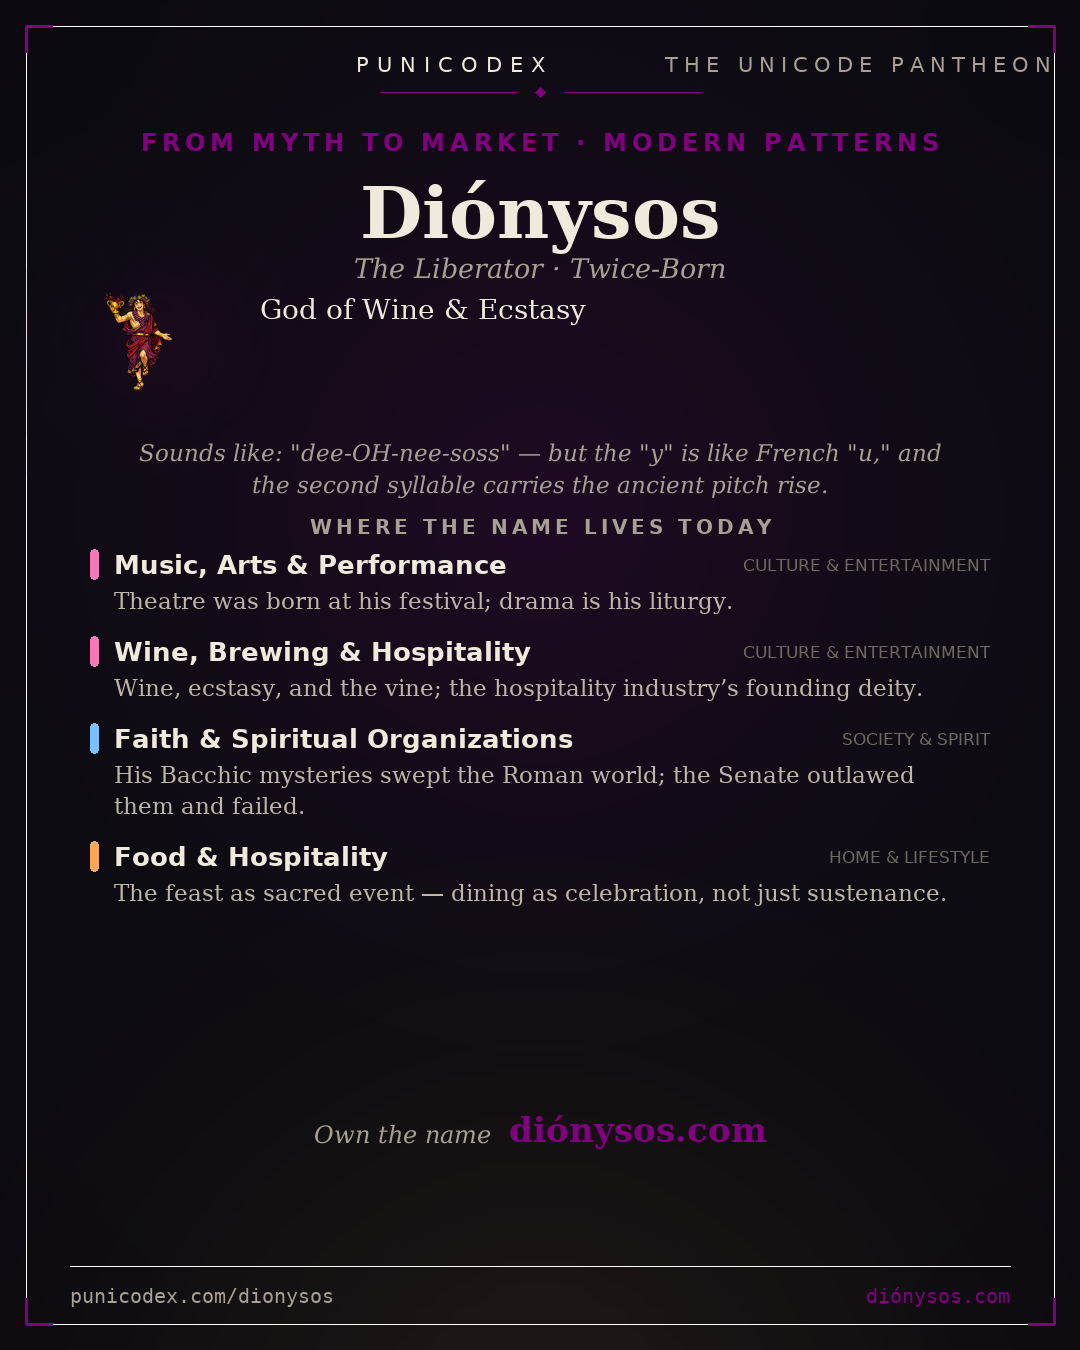 PUNICODEX THE UNICODE PANTHEON
FROM MYTH TO MARKET · MODERN PATTERNS
Diónysos
The Liberator · Twice-Born
God of Wine & Ecstasy
Sounds like: "dee-OH-nee-soss" — but the "y" is like French "u," and
the second syllable carries the ancient pitch rise.
WHERE THE NAME LIVES TODAY
Music, Arts & Performance CULTURE & ENTERTAINMENT
Theatre was born at his festival; drama is his liturgy.
Wine, Brewing & Hospitality CULTURE & ENTERTAINMENT
Wine, ecstasy, and the vine; the hospitality industry’s founding deity.
Faith & Spiritual Organizations SOCIETY & SPIRIT
His Bacchic mysteries swept the Roman world; the Senate outlawed
them and failed.
Food & Hospitality HOME & LIFESTYLE
The feast as sacred event — dining as celebration, not just sustenance.
Own the name diónysos.com
punicodex.com/dionysos diónysos.com